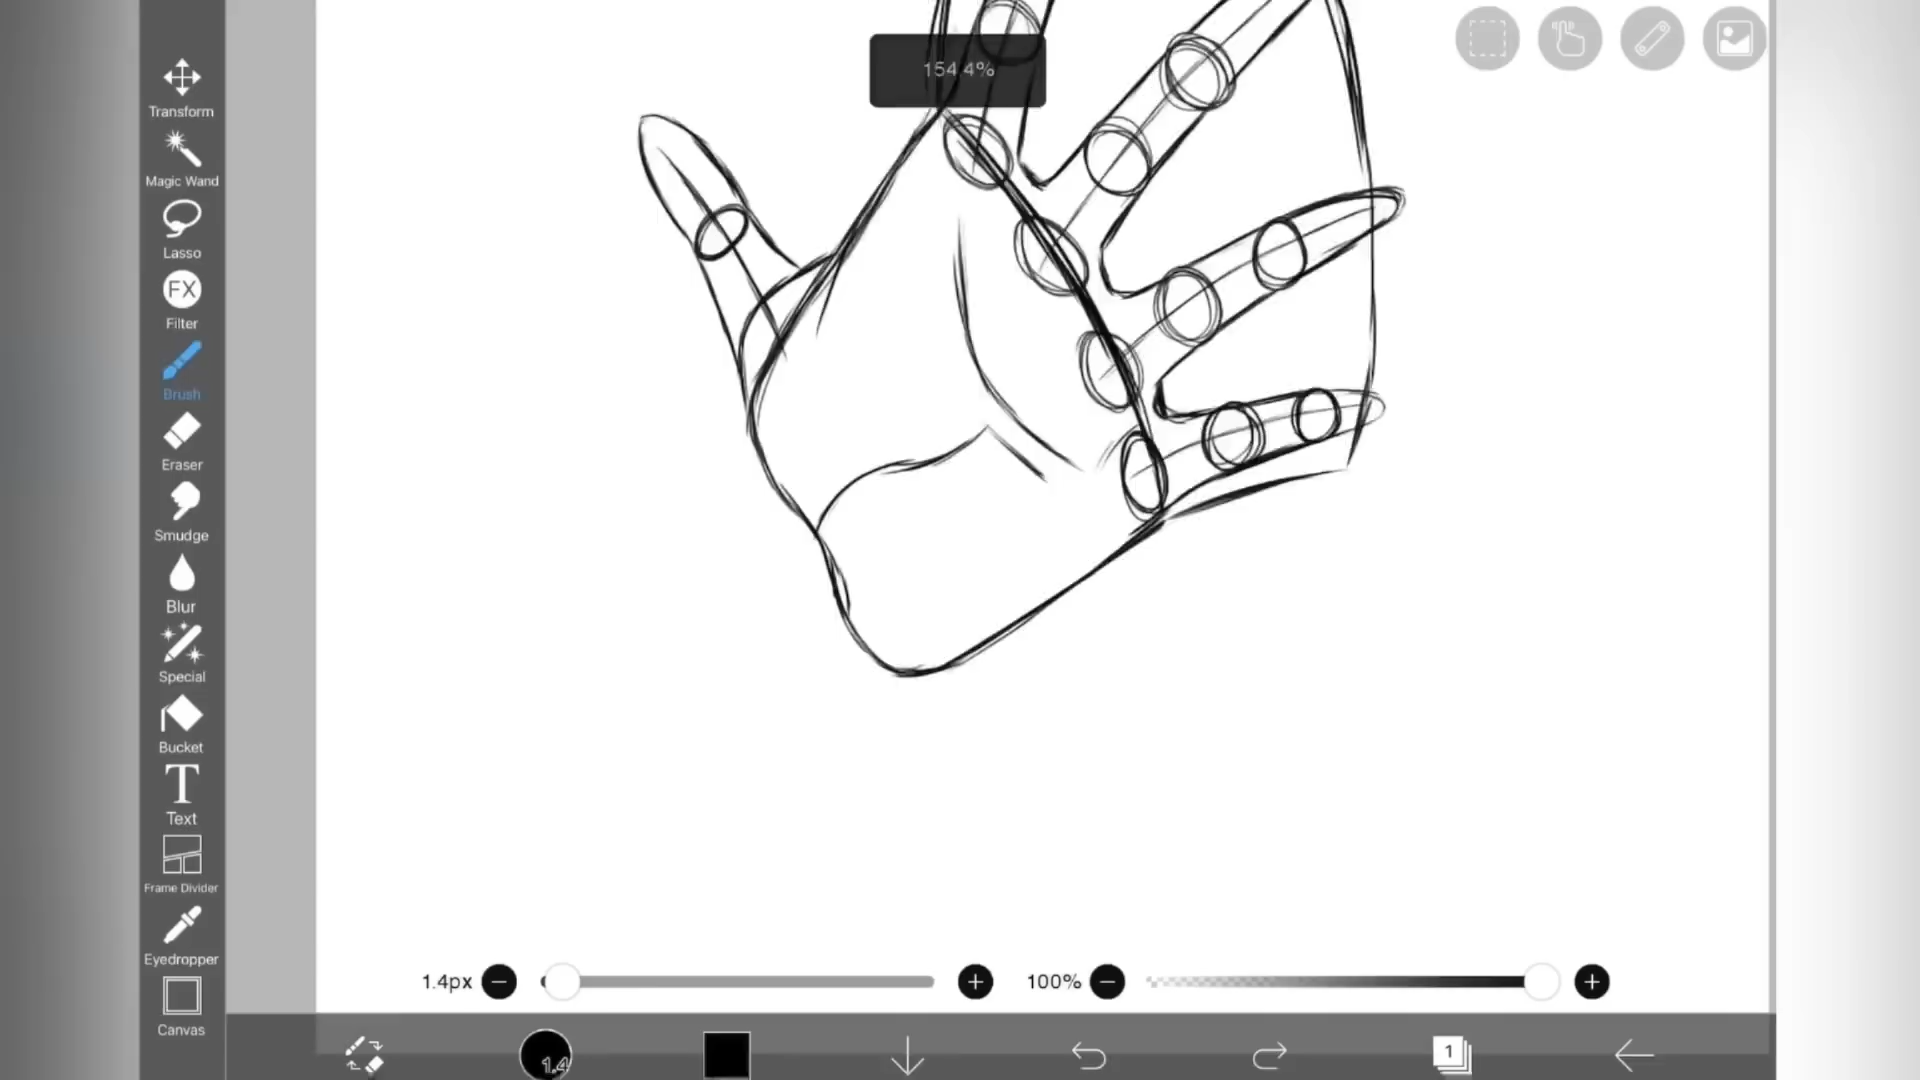 154.4%
Transform
Magic Wand
Lasso
FX
Filter
Brush
Eraser
Smudge
Blur
Special
Bucket
T
Text
Frame Divider
Eyedropper
Canvas
1.4px
100%
1.4
1